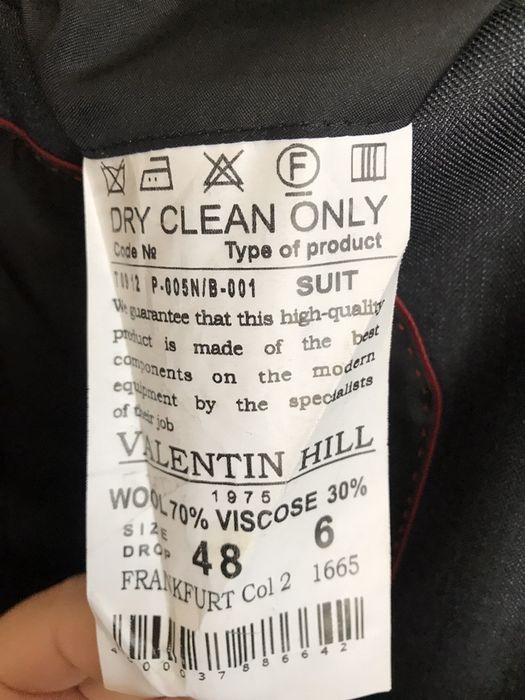 F
DRY CLEAN ONLY
Code № Type of product
P-005N/B-001 SUIT
We guarantee that this high-quality
product is made of the best
components on the modern
equipment by the specialists
of their job
VALENTIN HILL
1975
WOOL 70% VISCOSE 30%
SIZE
DROP 48 6
FRANKFURT Col 2 1665